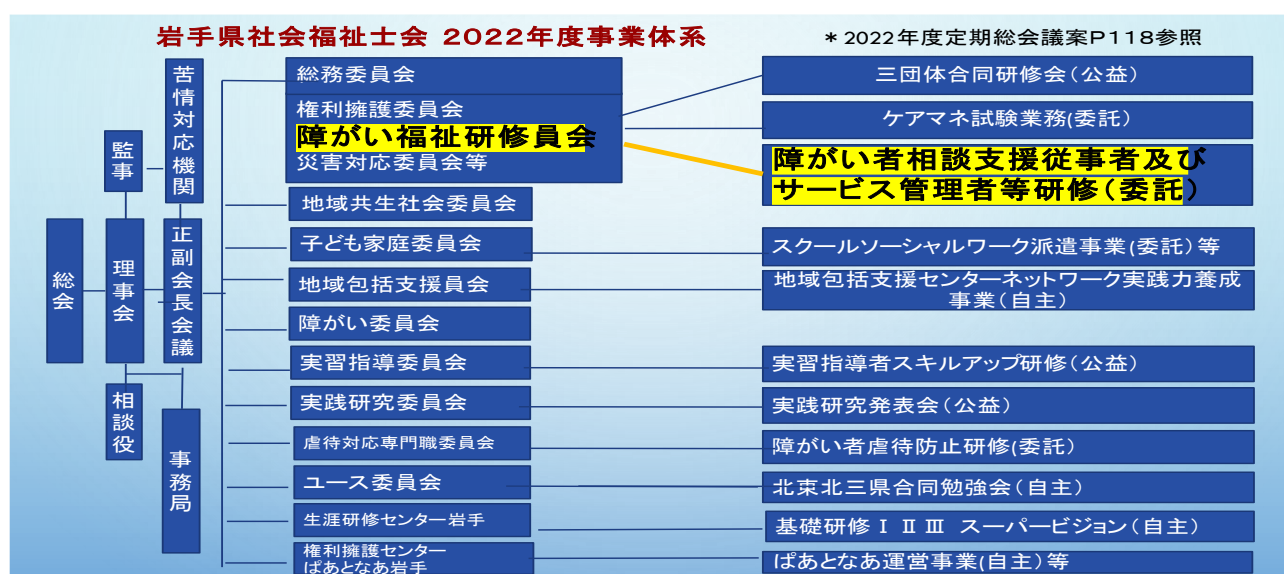 岩手県社会福祉士会 2022年度事業体系
＊2022年度定期総会議案P118参照
総会
監事
理事会
相談役
苦情対応機関
正副会長会議
事務局
総務委員会
権利擁護委員会
障がい福祉研修員会
災害対応委員会等
地域共生社会委員会
子ども家庭委員会
地域包括支援員会
障がい委員会
実習指導委員会
実践研究委員会
虐待対応専門職委員会
ユース委員会
生涯研修センター岩手
権利擁護センター
ぱあとなあ岩手
三団体合同研修会（公益）
ケアマネ試験業務(委託）
障がい者相談支援従事者及び
サービス管理者等研修（委託）
スクールソーシャルワーク派遣事業(委託）等
地域包括支援センターネットワーク実践力養成
事業（自主）
実習指導者スキルアップ研修（公益）
実践研究発表会（公益）
障がい者虐待防止研修(委託）
北東北三県合同勉強会（自主）
基礎研修ⅠⅡⅢ スーパービジョン（自主）
ぱあとなあ運営事業(自主）等